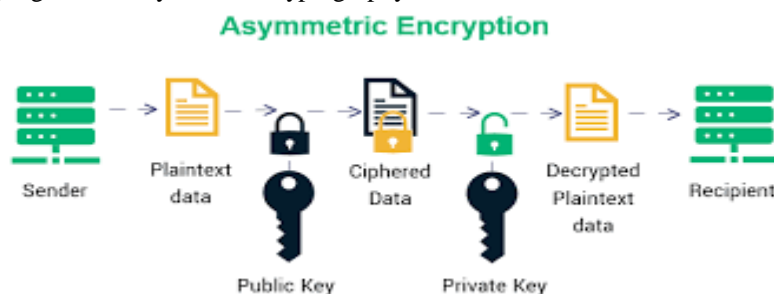 Asymmetric Encryption
Sender
Plaintext
data
Ciphered
Data
Decrypted
Plaintext
data
Recipient
Public Key
Private Key